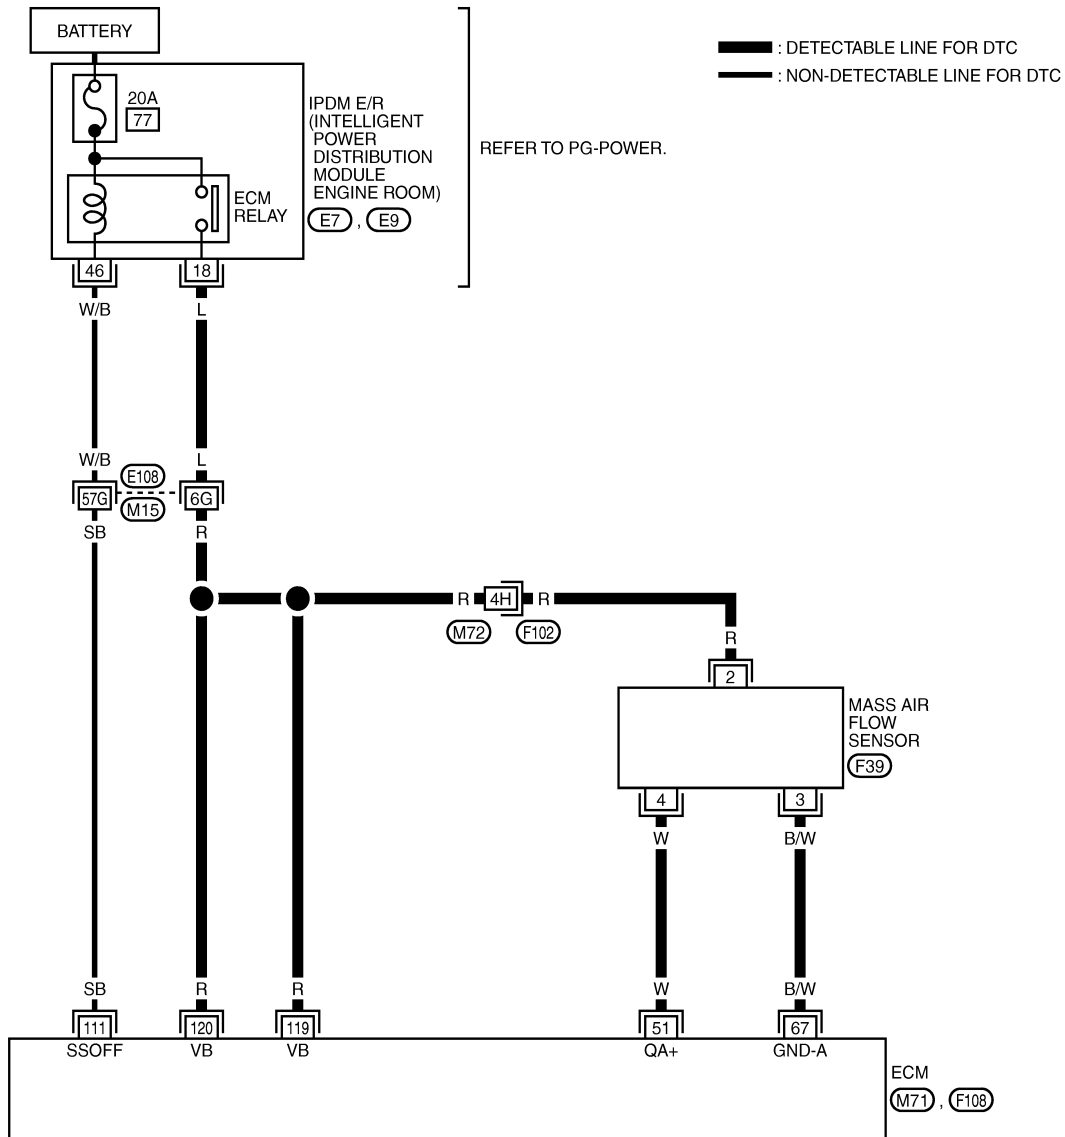 BATTERY
: DETECTABLE LINE FOR DTC
: NON-DETECTABLE LINE FOR DTC
20A
77
IPDM E/R
(INTELLIGENT
POWER
DISTRIBUTION
MODULE
ENGINE ROOM)
E7 , E9
REFER TO PG-POWER.
ECM
RELAY
46
18
W/B
L
W/B
L
E108
57G
6G
M15
SB
R
R
4H
R
M72
F102
R
2
MASS AIR
FLOW
SENSOR
F39
4
3
W
B/W
SB
R
R
W
B/W
111
120
119
51
67
SSOFF
VB
VB
QA+
GND-A
ECM
M71 , F108